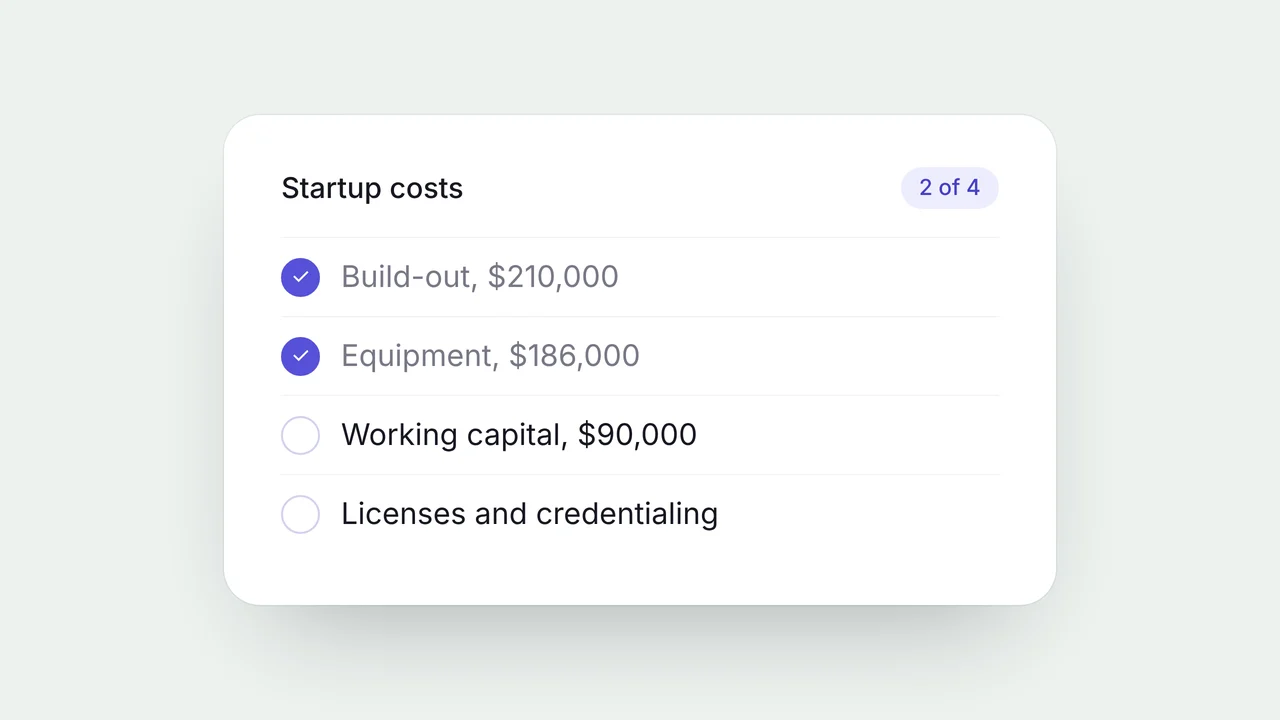 Startup costs
2 of 4
Build-out, $210,000
Equipment, $186,000
Working capital, $90,000
Licenses and credentialing